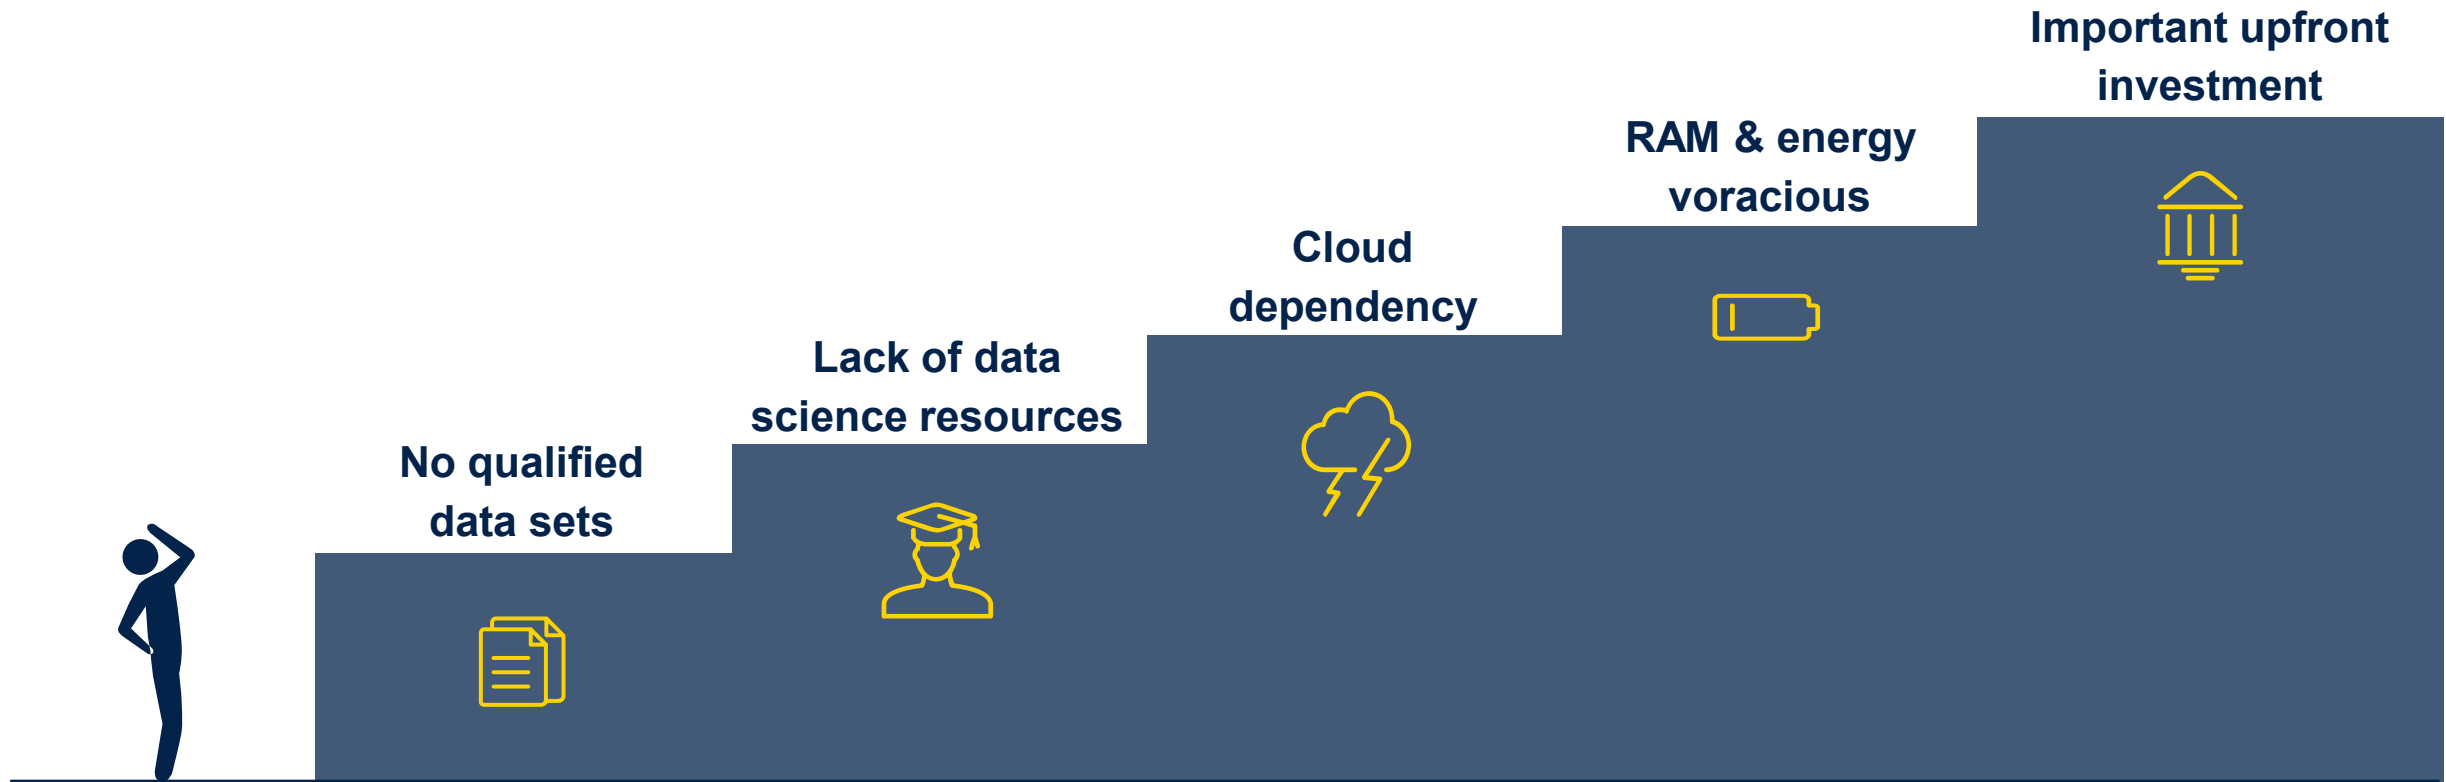 No qualified
data sets
Lack of data
science resources
Cloud
dependency
RAM & energy
voracious
Important upfront
investment